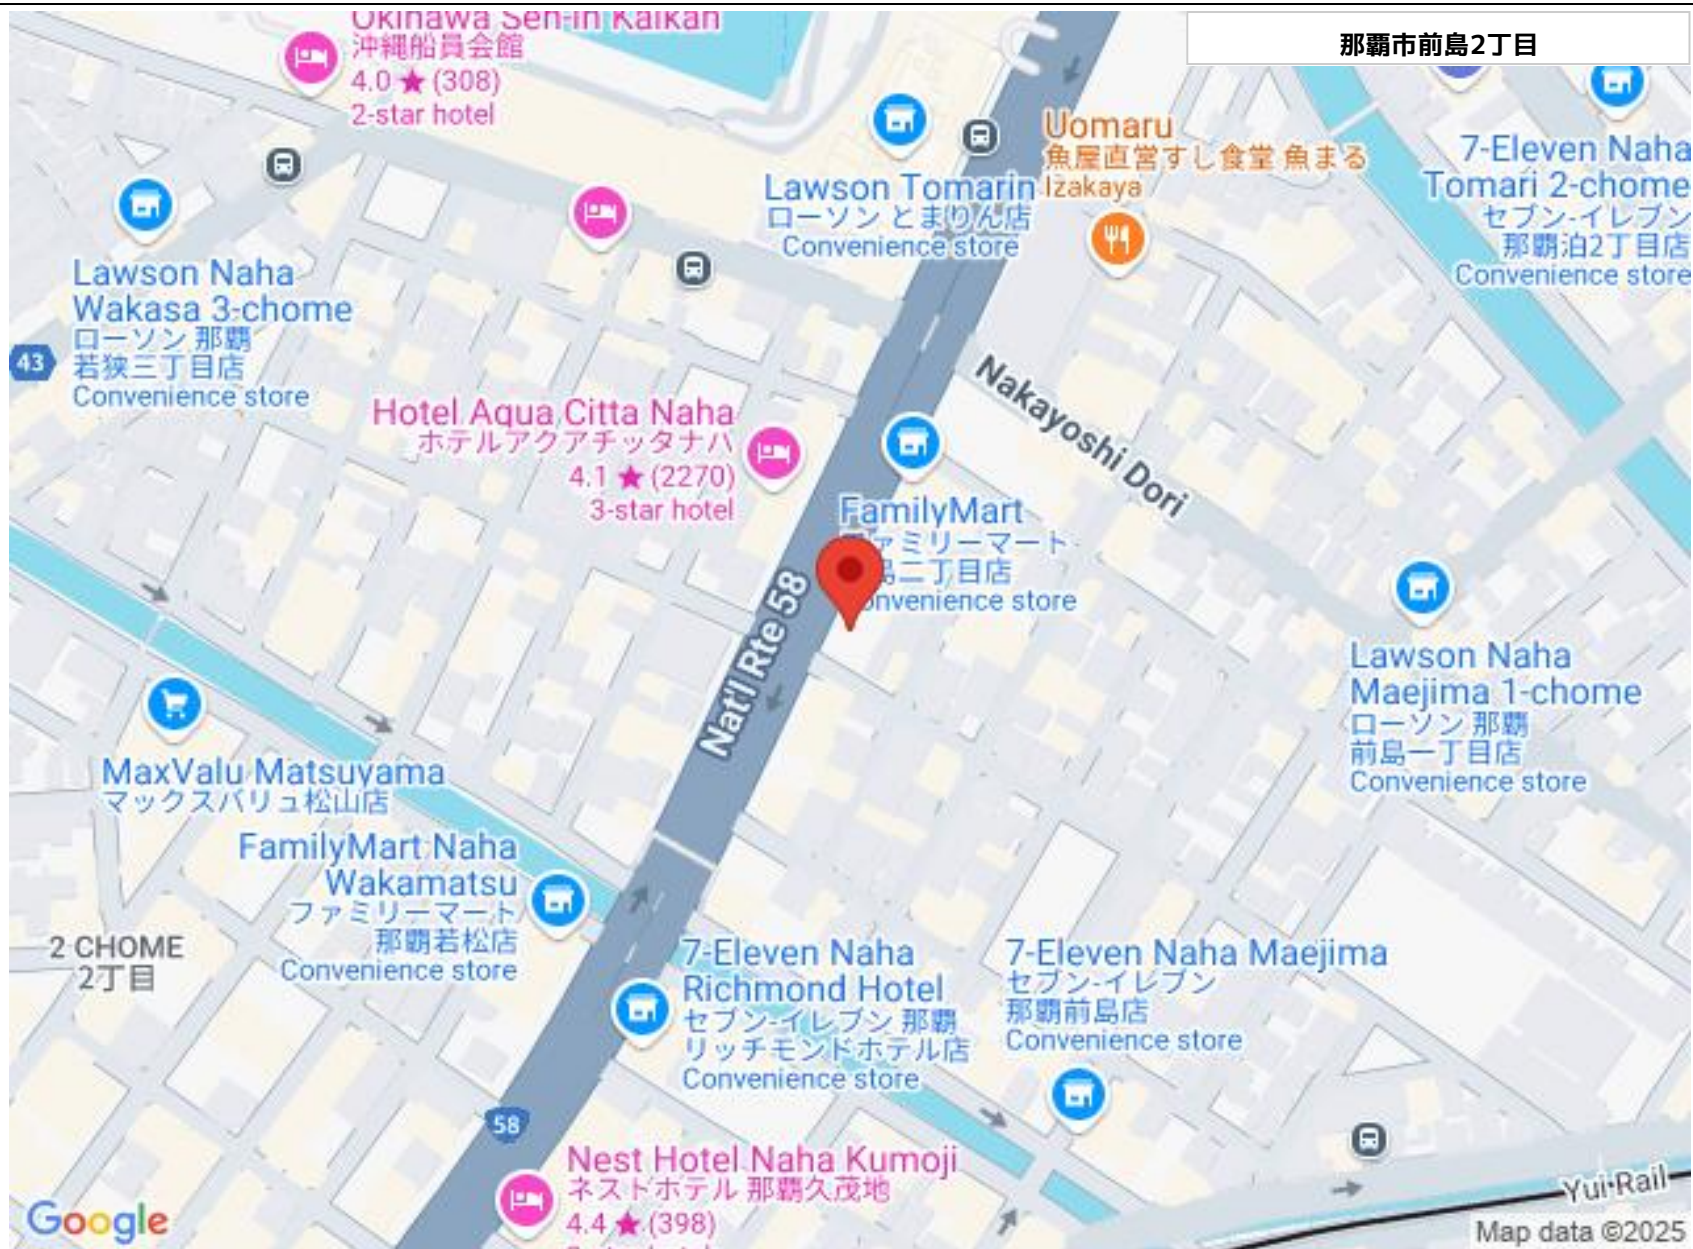 那覇市前島2丁目
Okinawa Sen-in Kaikan
沖縄船員会館
4.0 ★ (308)
2-star hotel
Uomaru
魚屋直営すし食堂 魚まる
Izakaya
7-Eleven Naha
Tomari 2-chome
セブン-イレブン
那覇泊2丁目店
Convenience store
Lawson Tomarin
ローソン とまりん店
Convenience store
Lawson Naha
Wakasa 3-chome
ローソン 那覇
若狭三丁目店
Convenience store
43
Hotel Aqua Citta Naha
ホテルアクアチッタナハ
4.1 ★ (2270)
3-star hotel
Nakayoshi Dori
FamilyMart
ァミリーマート
島二丁目店
onvenience store
Nat'l Rte 58
Lawson Naha
Maejima 1-chome
ローソン 那覇
前島一丁目店
Convenience store
MaxValu Matsuyama
マックスバリュ松山店
FamilyMart Naha
Wakamatsu
ファミリーマート
那覇若松店
Convenience store
2 CHOME
2丁目
7-Eleven Naha
Richmond Hotel
セブン-イレブン 那覇
リッチモンドホテル店
Convenience store
7-Eleven Naha Maejima
セブン-イレブン
那覇前島店
Convenience store
58
Nest Hotel Naha Kumoji
ネストホテル 那覇久茂地
4.4 ★ (398)
Yui Rail
Google
Map data ©2025